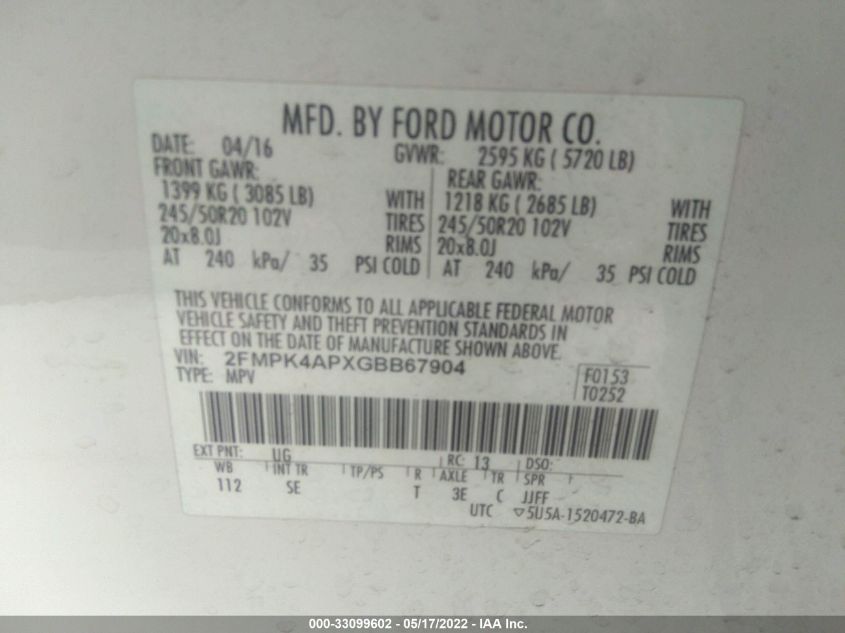 MFD. BY FORD MOTOR CO.
DATE: 04/16 GVWR: 2595 KG ( 5720 LB)
FRONT GAWR: REAR GAWR:
1399 KG ( 3085 LB) WITH 1218 KG ( 2685 LB) WITH
245/50R20 102V TIRES 245/50R20 102V TIRES
20x8.0J RIMS 20x8.0J RIMS
AT 240 kPa/ 35 PSI COLD AT 240 kPa/ 35 PSI COLD
THIS VEHICLE CONFORMS TO ALL APPLICABLE FEDERAL MOTOR
VEHICLE SAFETY AND THEFT PREVENTION STANDARDS IN
EFFECT ON THE DATE OF MANUFACTURE SHOWN ABOVE.
VIN: 2FMPK4APXGBB67904 F0153
TYPE: MPV T0252
EXT PNT: UG RC: 13 DSO:
WB INT TR TP/PS R AXLE TR SPR
112 SE T 3E C JJFF
UTC ▽5U5A-1520472-BA
000-33099602 - 05/17/2022 - IAA Inc.